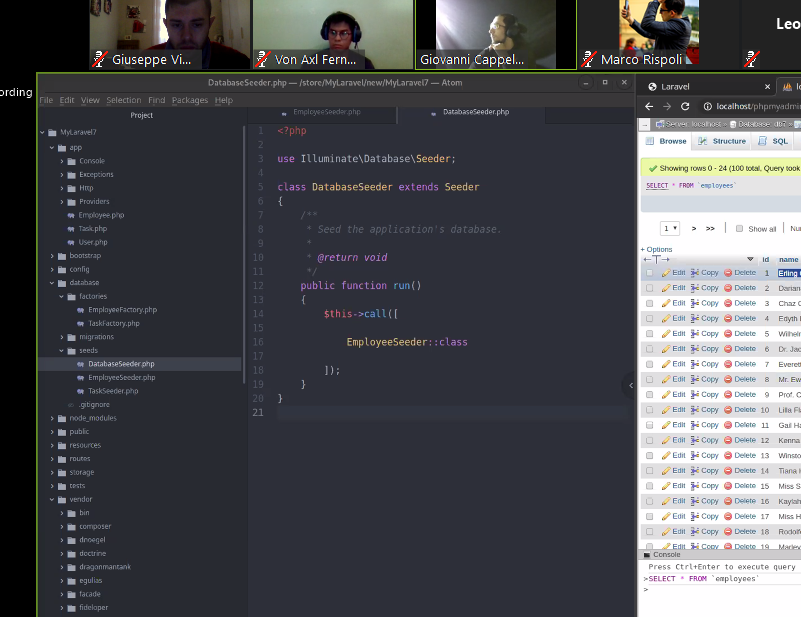 Giuseppe Vi...
Von Axl Fern...
Giovanni Cappel...
Marco Rispoli
Leo
ording
DatabaseSeeder.php — /store/MyLaravel/new/MyLaravel7 — Atom
File Edit View Selection Find Packages Help
Project
MyLaravel7
app
Console
Exceptions
Http
Providers
Employee.php
Task.php
User.php
bootstrap
config
database
factories
EmployeeFactory.php
TaskFactory.php
migrations
seeds
DatabaseSeeder.php
EmployeeSeeder.php
TaskSeeder.php
.gitignore
node_modules
public
resources
routes
storage
tests
vendor
bin
composer
dnoegel
doctrine
dragonmantank
egulias
facade
fideloper
EmployeeSeeder.php DatabaseSeeder.php
1 <?php
2
3 use Illuminate\Database\Seeder;
4
5 class DatabaseSeeder extends Seeder
6 {
7 /**
8 * Seed the application's database.
9 *
10 * @return void
11 */
12 public function run()
13 {
14 $this->call([
15
16 EmployeeSeeder::class
17
18 ]);
19 }
20 }
21
Laravel
localhost/phpmyadmi
Server: localhost » Database: db7 »
Browse Structure SQL
Showing rows 0 - 24 (100 total, Query took
SELECT * FROM `employees`
1 > >> Show all Nu
+ Options
id name
Edit Copy Delete 1 Erling
Edit Copy Delete 2 Darian
Edit Copy Delete 3 Chaz
Edit Copy Delete 4 Edyth
Edit Copy Delete 5 Wilhel
Edit Copy Delete 6 Dr. Jac
Edit Copy Delete 7 Everett
Edit Copy Delete 8 Mr. Ew
Edit Copy Delete 9 Prof. C
Edit Copy Delete 10 Lilla Fl
Edit Copy Delete 11 Gail Ha
Edit Copy Delete 12 Kenna
Edit Copy Delete 13 Winsto
Edit Copy Delete 14 Tiana
Edit Copy Delete 15 Miss S
Edit Copy Delete 16 Kaylah
Edit Copy Delete 17 Miss H
Edit Copy Delete 18 Rodolf
Edit Copy Delete 19 Marley
Console
Press Ctrl+Enter to execute query
>SELECT * FROM `employees`
>